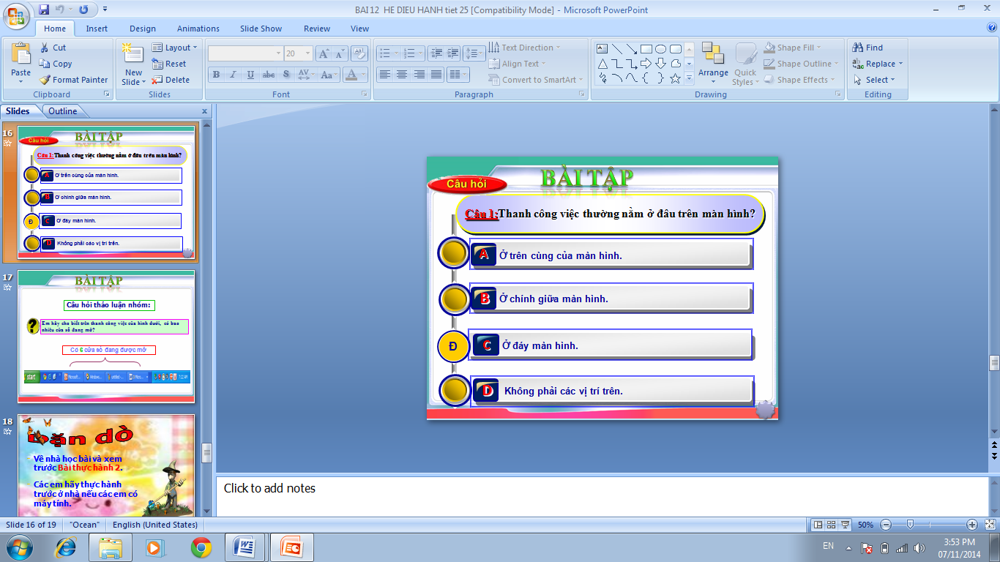 BAI 12 HE DIEU HANH tiet 25 [Compatibility Mode] - Microsoft PowerPoint
Home Insert Design Animations Slide Show Review View
Paste
Cut
Copy
Format Painter
Clipboard
New Slide
Layout
Reset
Delete
Slides
20
B I U abc S AV Aa A
Font
Text Direction
Align Text
Convert to SmartArt
Paragraph
Arrange
Quick Styles
Shape Fill
Shape Outline
Shape Effects
Drawing
Find
Replace
Select
Editing
Slides Outline x
16
Câu hỏi BÀI TẬP
Câu 1:Thanh công việc thường nằm ở đâu trên màn hình?
A Ở trên cùng của màn hình.
B Ở chính giữa màn hình.
Đ C Ở đáy màn hình.
D Không phải các vị trí trên.
17
BÀI TẬP
Câu hỏi thảo luận nhóm:
? Em hãy cho biết trên thanh công việc của hình dưới, có bao
nhiêu cửa sổ đang mở?
Có 6 cửa sổ đang được mở
start
18
Dặn dò
Về nhà học bài và xem
trước Bài thực hành 2.
Các em hãy thực hành
trước ở nhà nếu các em có
máy tính.
Câu hỏi BÀI TẬP
Câu 1:Thanh công việc thường nằm ở đâu trên màn hình?
A Ở trên cùng của màn hình.
B Ở chính giữa màn hình.
Đ C Ở đáy màn hình.
D Không phải các vị trí trên.
Click to add notes
Slide 16 of 19 "Ocean" English (United States) 50%
EN 3:53 PM
07/11/2014